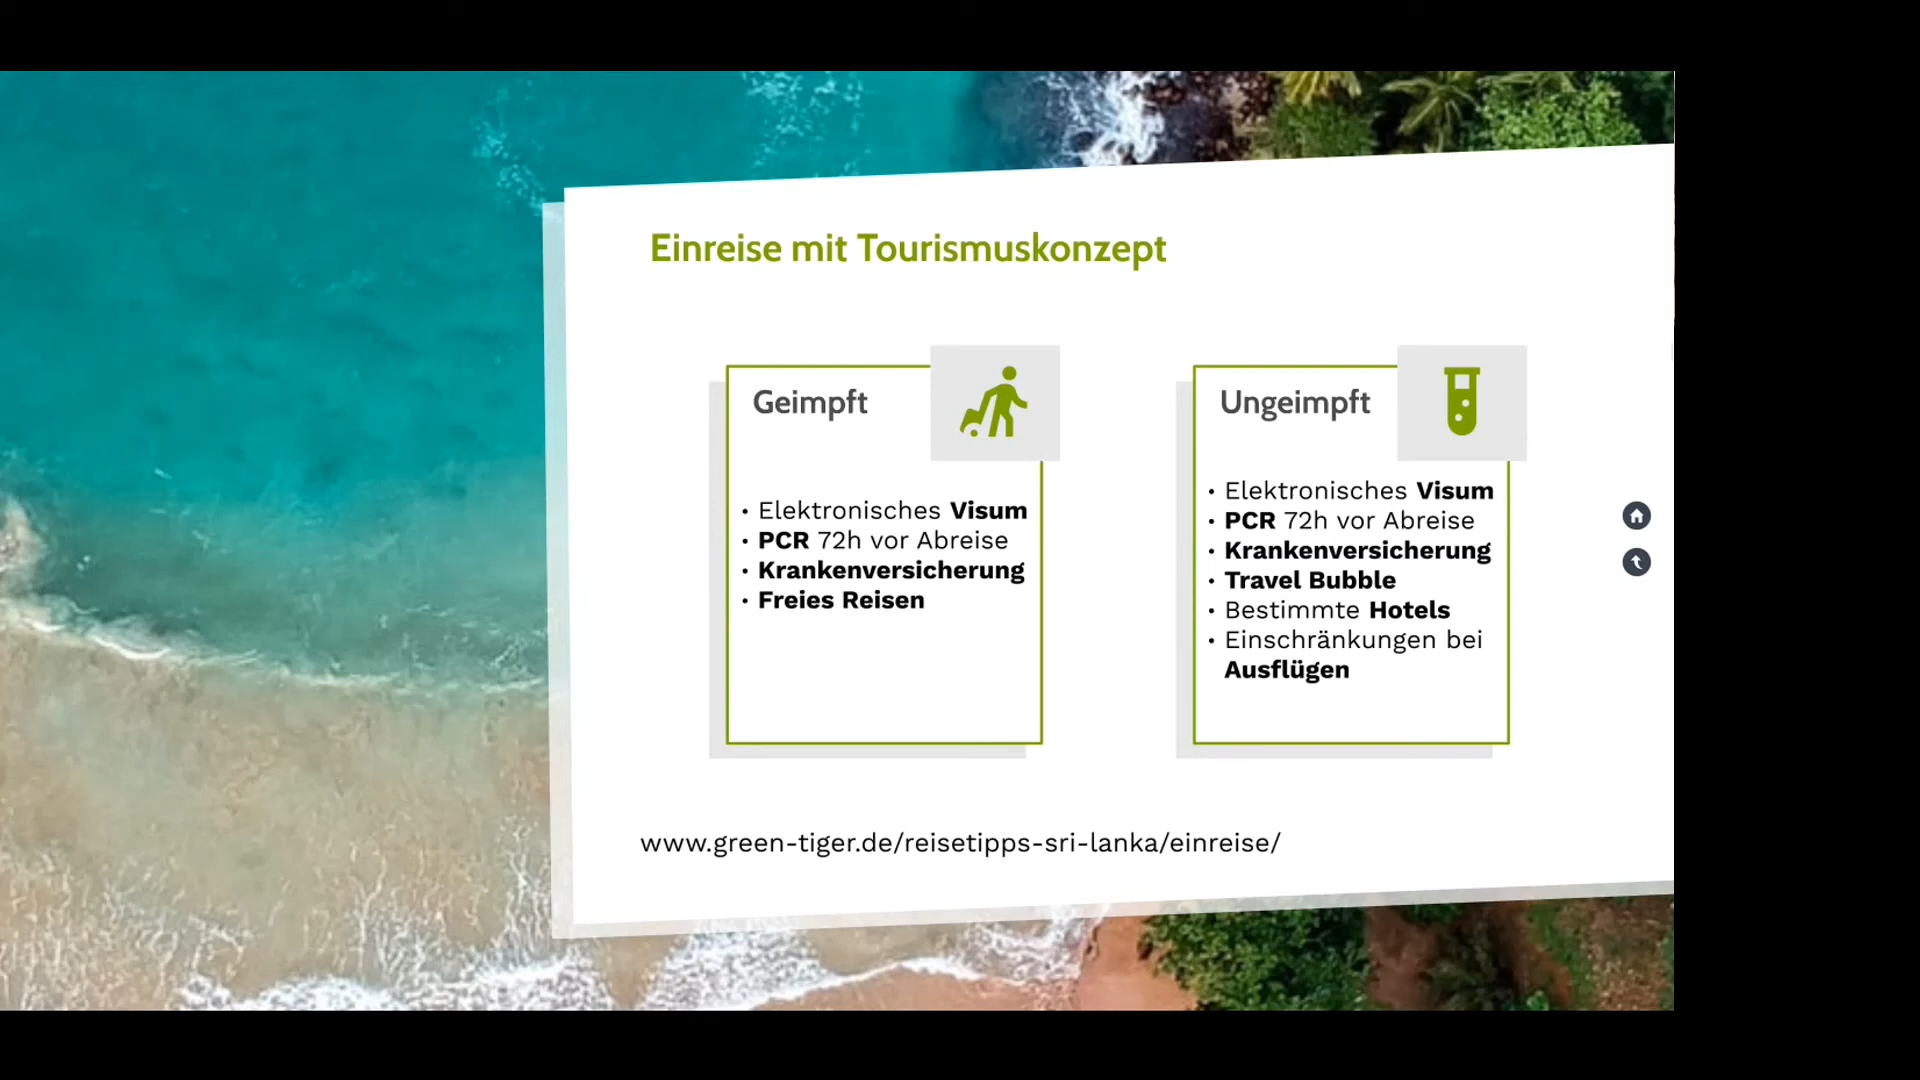 Einreise mit Tourismuskonzept
Geimpft
• Elektronisches Visum
• PCR 72h vor Abreise
• Krankenversicherung
• Freies Reisen
Ungeimpft
• Elektronisches Visum
• PCR 72h vor Abreise
• Krankenversicherung
• Travel Bubble
• Bestimmte Hotels
• Einschränkungen bei
Ausflügen
www.green-tiger.de/reisetipps-sri-lanka/einreise/